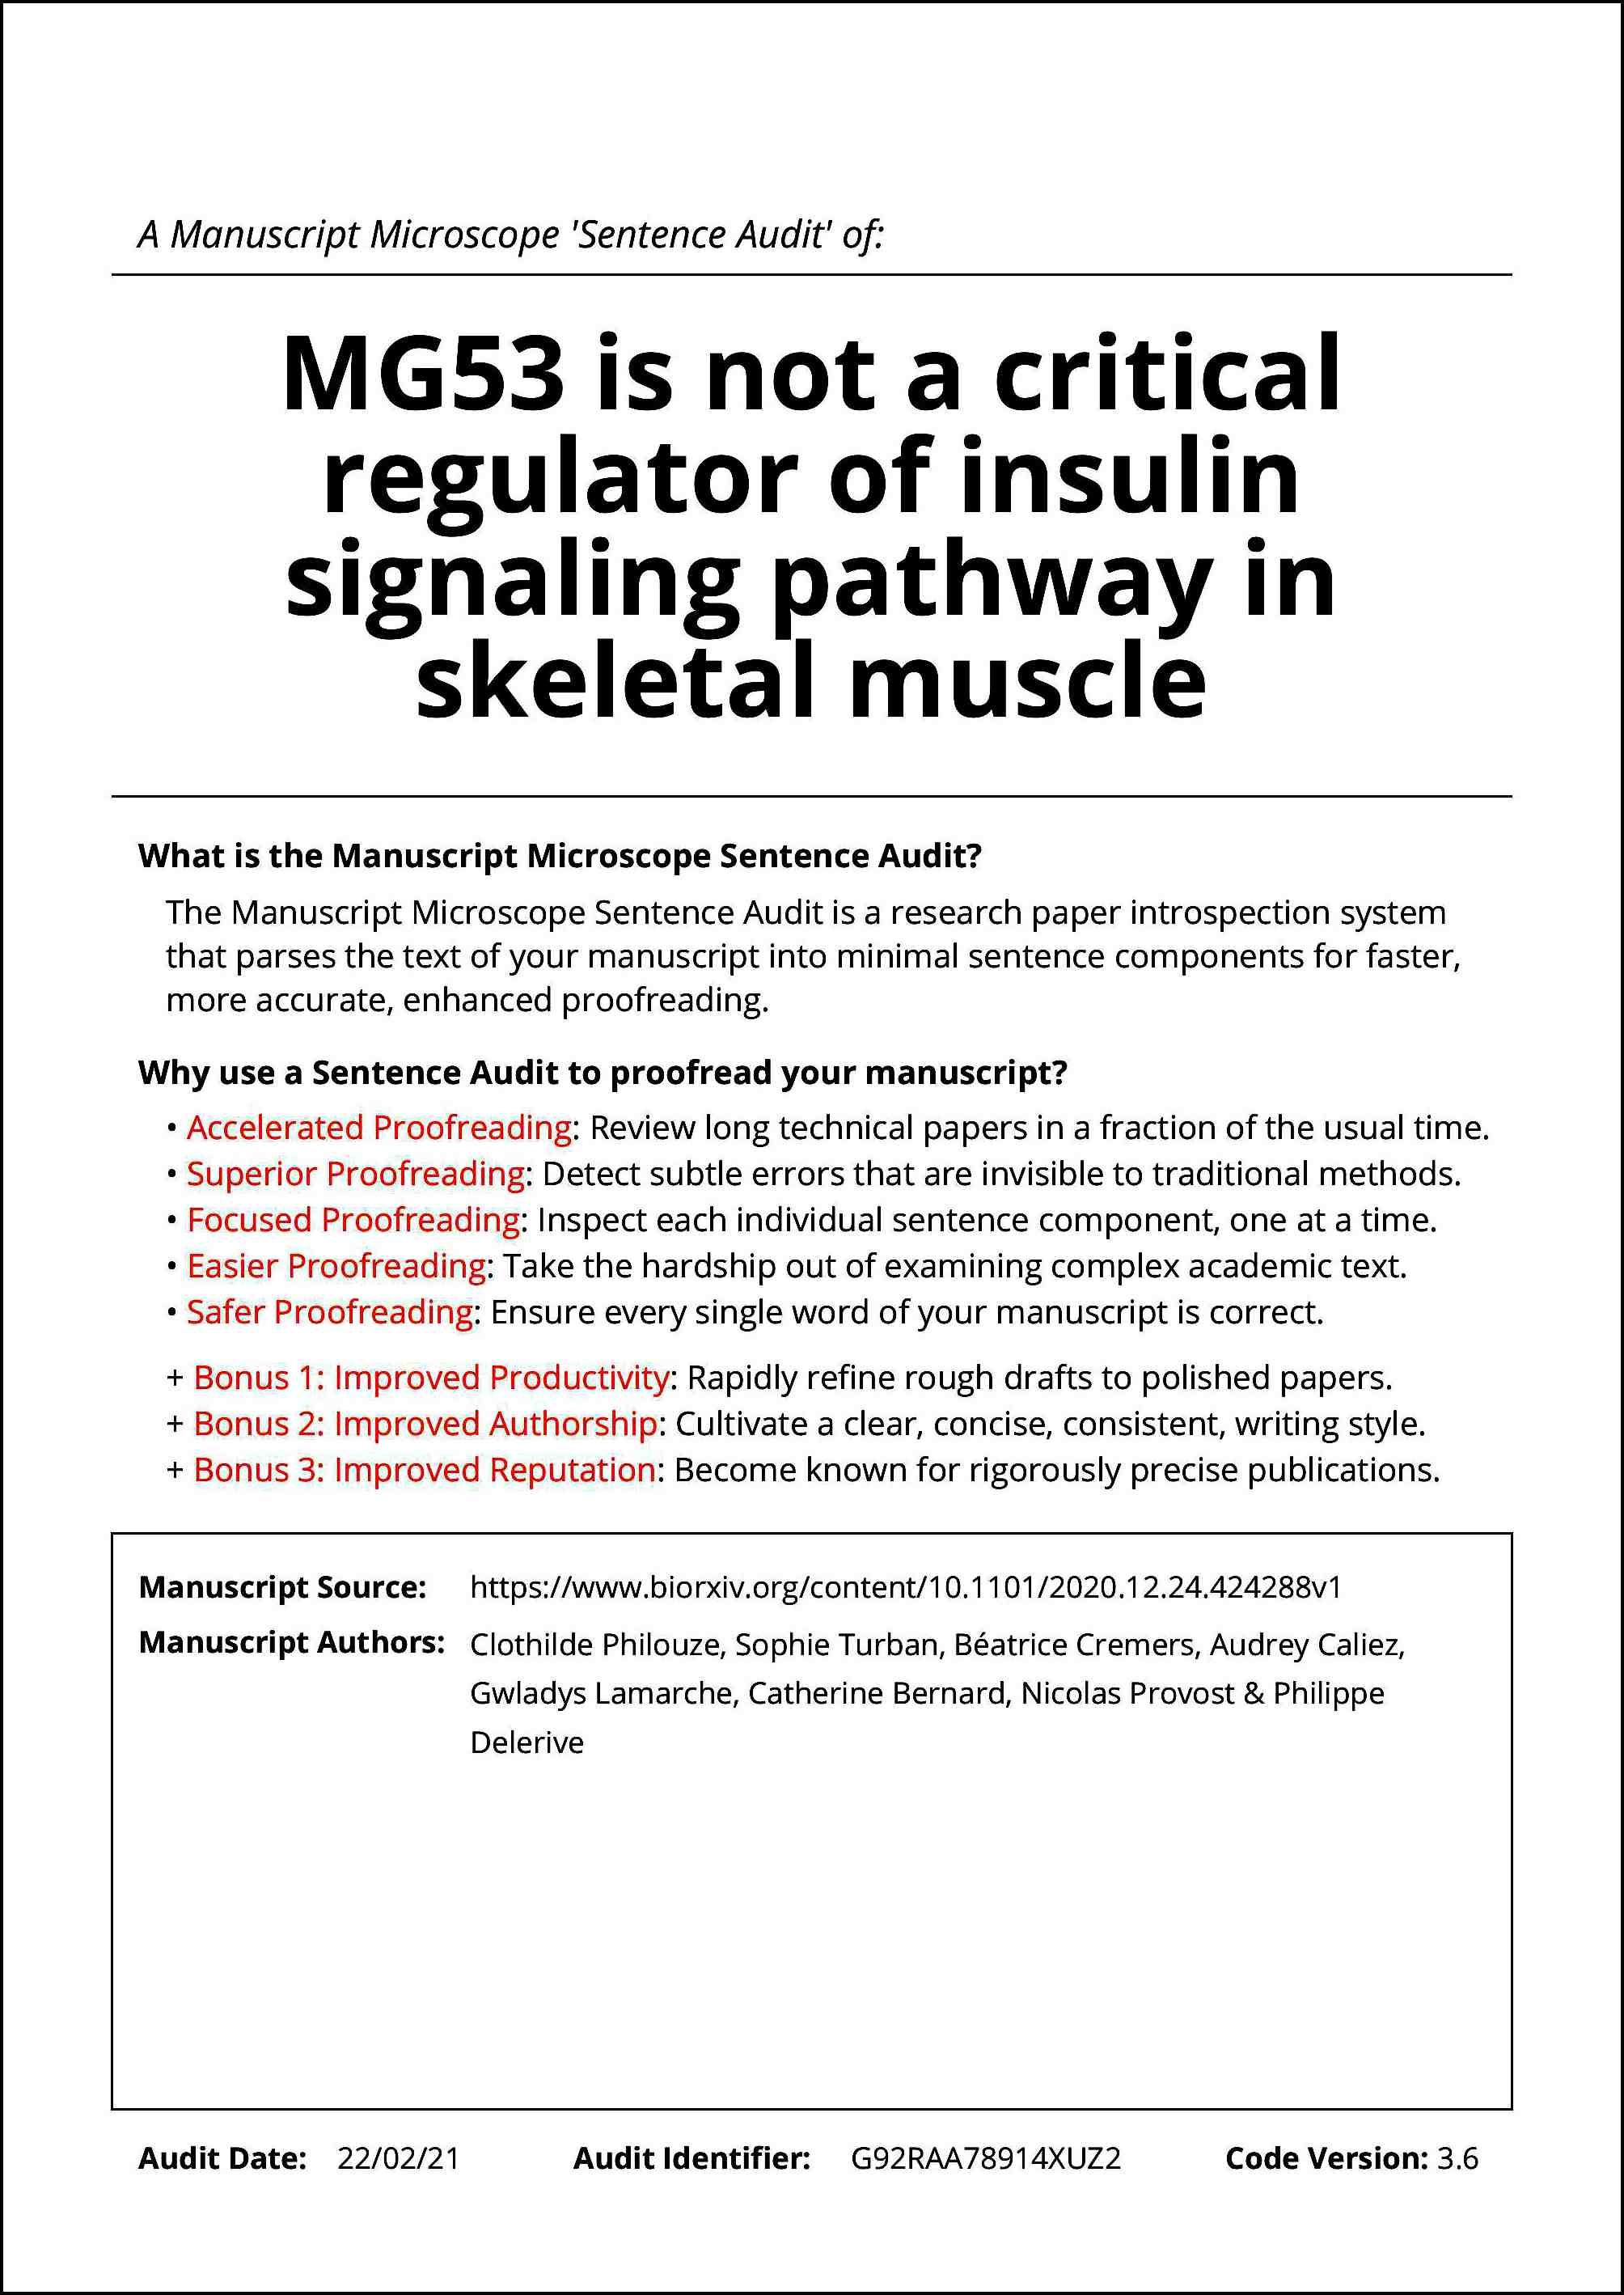 A Manuscript Microscope 'Sentence Audit' of:
MG53 is not a critical
regulator of insulin
signaling pathway in
skeletal muscle
What is the Manuscript Microscope Sentence Audit?
The Manuscript Microscope Sentence Audit is a research paper introspection system
that parses the text of your manuscript into minimal sentence components for faster,
more accurate, enhanced proofreading.
Why use a Sentence Audit to proofread your manuscript?
• Accelerated Proofreading: Review long technical papers in a fraction of the usual time.
• Superior Proofreading: Detect subtle errors that are invisible to traditional methods.
• Focused Proofreading: Inspect each individual sentence component, one at a time.
• Easier Proofreading: Take the hardship out of examining complex academic text.
• Safer Proofreading: Ensure every single word of your manuscript is correct.
+ Bonus 1: Improved Productivity: Rapidly refine rough drafts to polished papers.
+ Bonus 2: Improved Authorship: Cultivate a clear, concise, consistent, writing style.
+ Bonus 3: Improved Reputation: Become known for rigorously precise publications.
Manuscript Source: https://www.biorxiv.org/content/10.1101/2020.12.24.424288v1
Manuscript Authors: Clothilde Philouze, Sophie Turban, Béatrice Cremers, Audrey Caliez,
Gwladys Lamarche, Catherine Bernard, Nicolas Provost & Philippe
Delerive
Audit Date: 22/02/21 Audit Identifier: G92RAA78914XUZ2 Code Version: 3.6